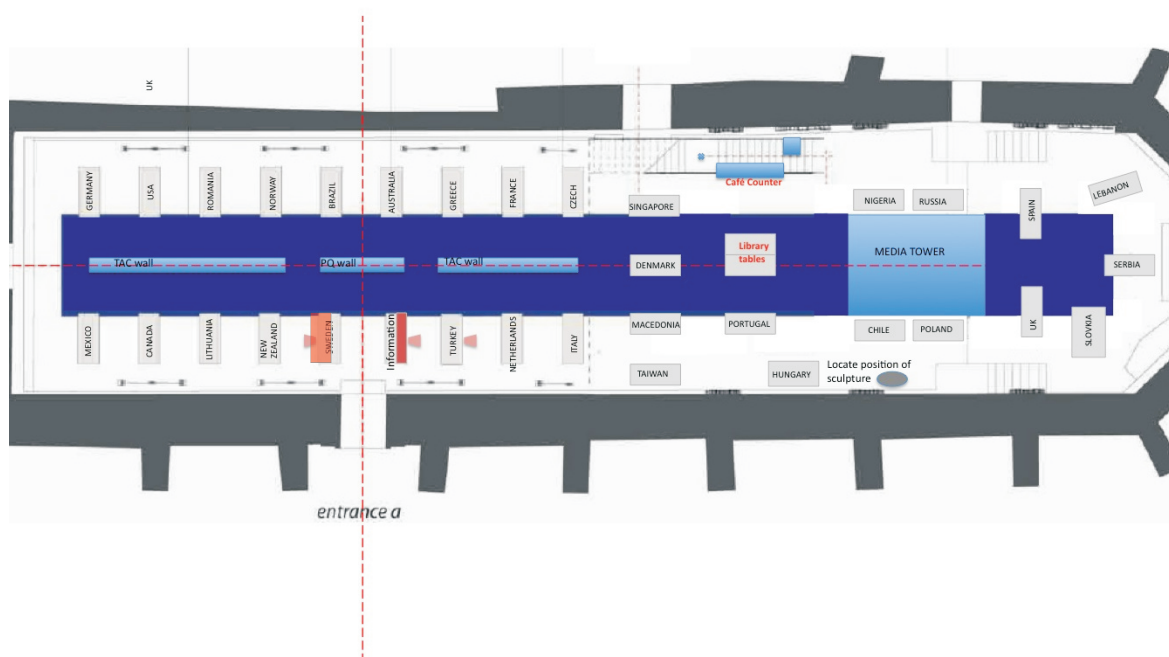 UK
GERMANY
USA
ROMANIA
NORWAY
BRAZIL
AUSTRALIA
GREECE
FRANCE
CZECH
SINGAPORE
Café Counter
NIGERIA
RUSSIA
SPAIN
LEBANON
TAC wall
PQ wall
TAC wall
DENMARK
Library
tables
MEDIA TOWER
SERBIA
MEXICO
CANADA
LITHUANIA
NEW
ZEALAND
SWEDEN
Information
TURKEY
NETHERLANDS
ITALY
MACEDONIA
PORTUGAL
CHILE
POLAND
UK
SLOVKIA
TAIWAN
HUNGARY
Locate position of
sculpture
entrance a